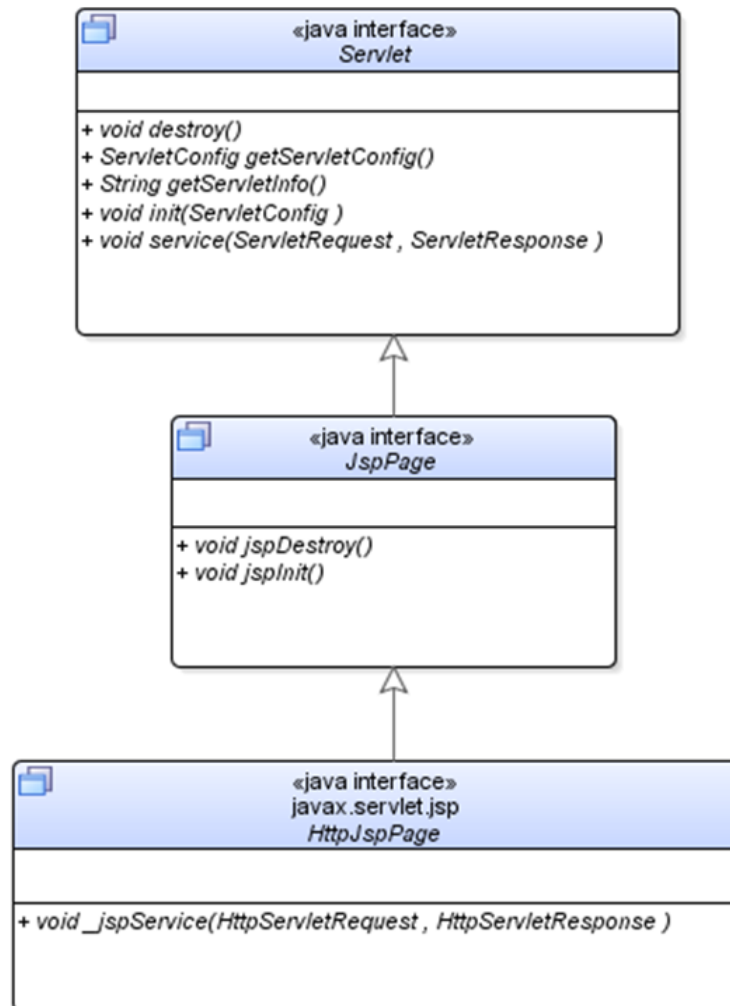 «java interface»
Servlet
+ void destroy()
+ ServletConfig getServletConfig()
+ String getServletInfo()
+ void init(ServletConfig )
+ void service(ServletRequest , ServletResponse )
«java interface»
JspPage
+ void jspDestroy()
+ void jspInit()
«java interface»
javax.servlet.jsp
HttpJspPage
+ void _jspService(HttpServletRequest , HttpServletResponse )